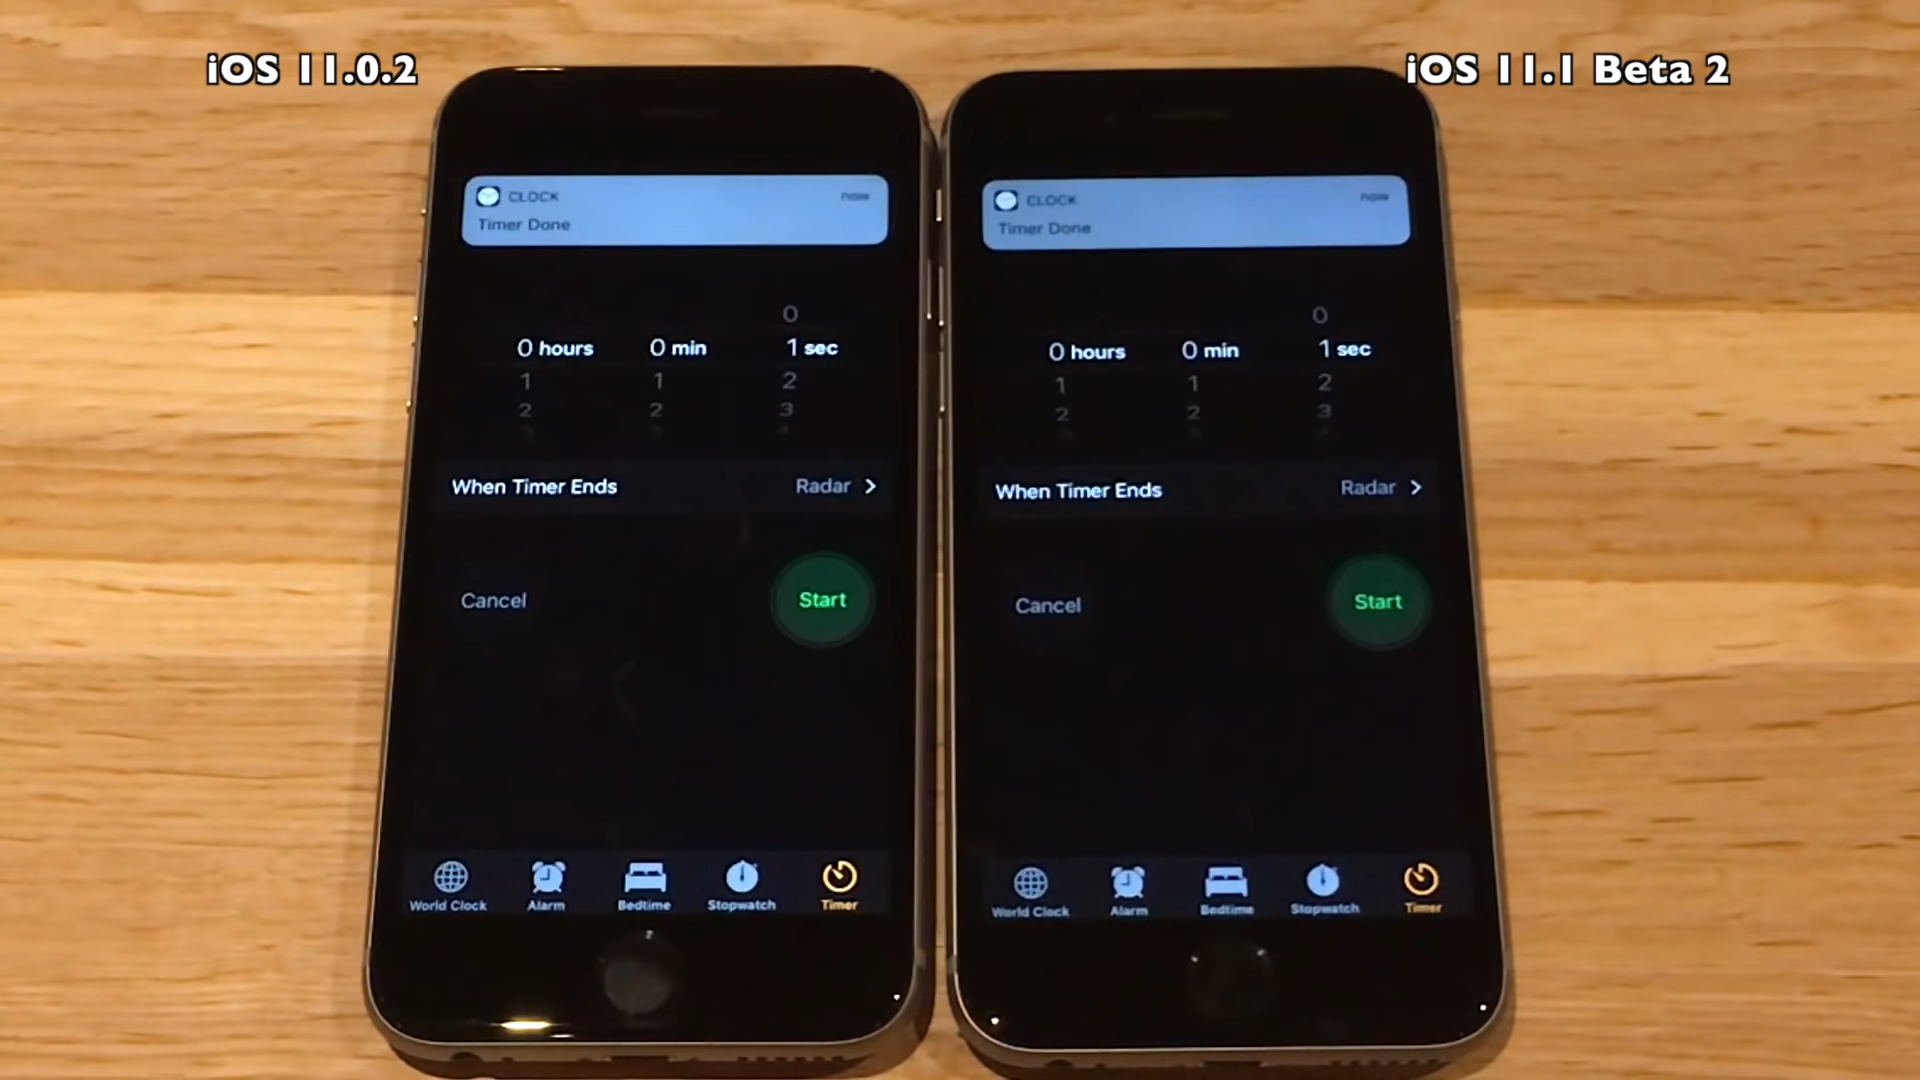 iOS 11.0.2
iOS 11.1 Beta 2
CLOCK now
Timer Done
0
0 hours 0 min 1 sec
1 1 2
2 2 3
When Timer Ends Radar >
Cancel Start
World Clock Alarm Bedtime Stopwatch Timer
CLOCK now
Timer Done
0
0 hours 0 min 1 sec
1 1 2
2 2 3
When Timer Ends Radar >
Cancel Start
World Clock Alarm Bedtime Stopwatch Timer